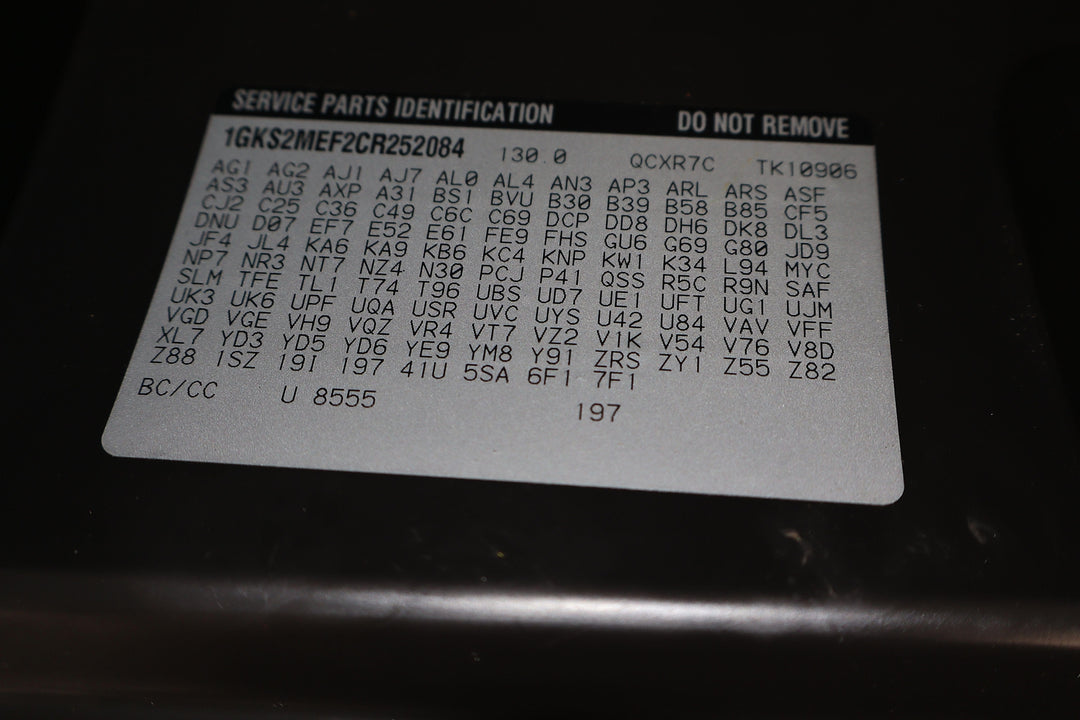 SERVICE PARTS IDENTIFICATION DO NOT REMOVE
1GKS2MEF2CR252084 130.0 QCXR7C TK10906
AG1 AG2 AJ1 AJ7 AL0 AL4 AN3 AP3 ARL ARS ASF
AS3 AU3 AXP A31 BS1 BVU B30 B39 B58 B85 CF5
CJ2 C25 C36 C49 C6C C69 DCP DD8 DH6 DK8 DL3
DNU D07 EF7 E52 E61 FE9 FHS GU6 G69 G80 JD9
JF4 JL4 KA6 KA9 KB6 KC4 KNP KW1 K34 L94 MYC
NP7 NR3 NT7 NZ4 N30 PCJ P41 QSS R5C R9N SAF
SLM TFE TL1 T74 T96 UBS UD7 UE1 UFT UG1 UJM
UK3 UK6 UPF UQA USR UVC UYS U42 U84 VAV VFF
VGD VGE VH9 VQZ VR4 VT7 VZ2 V1K V54 V76 V8D
XL7 YD3 YD5 YD6 YE9 YM8 Y91 ZRS ZY1 Z55 Z82
Z88 1SZ 19I 197 41U 5SA 6F1 7F1
BC/CC U 8555 197